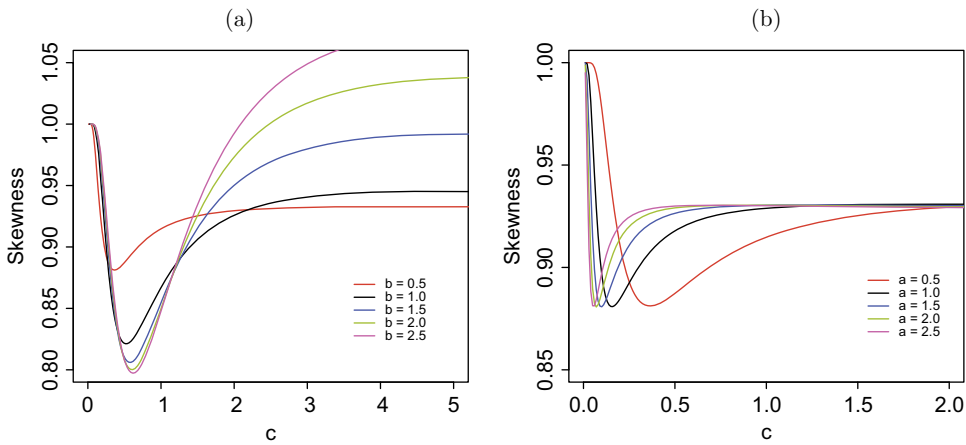 (a)
Skewness
1.05
1.00
0.95
0.90
0.85
0.80
0 1 2 3 4 5
c
b = 0.5
b = 1.0
b = 1.5
b = 2.0
b = 2.5
(b)
Skewness
1.00
0.95
0.90
0.85
0.0 0.5 1.0 1.5 2.0
c
a = 0.5
a = 1.0
a = 1.5
a = 2.0
a = 2.5